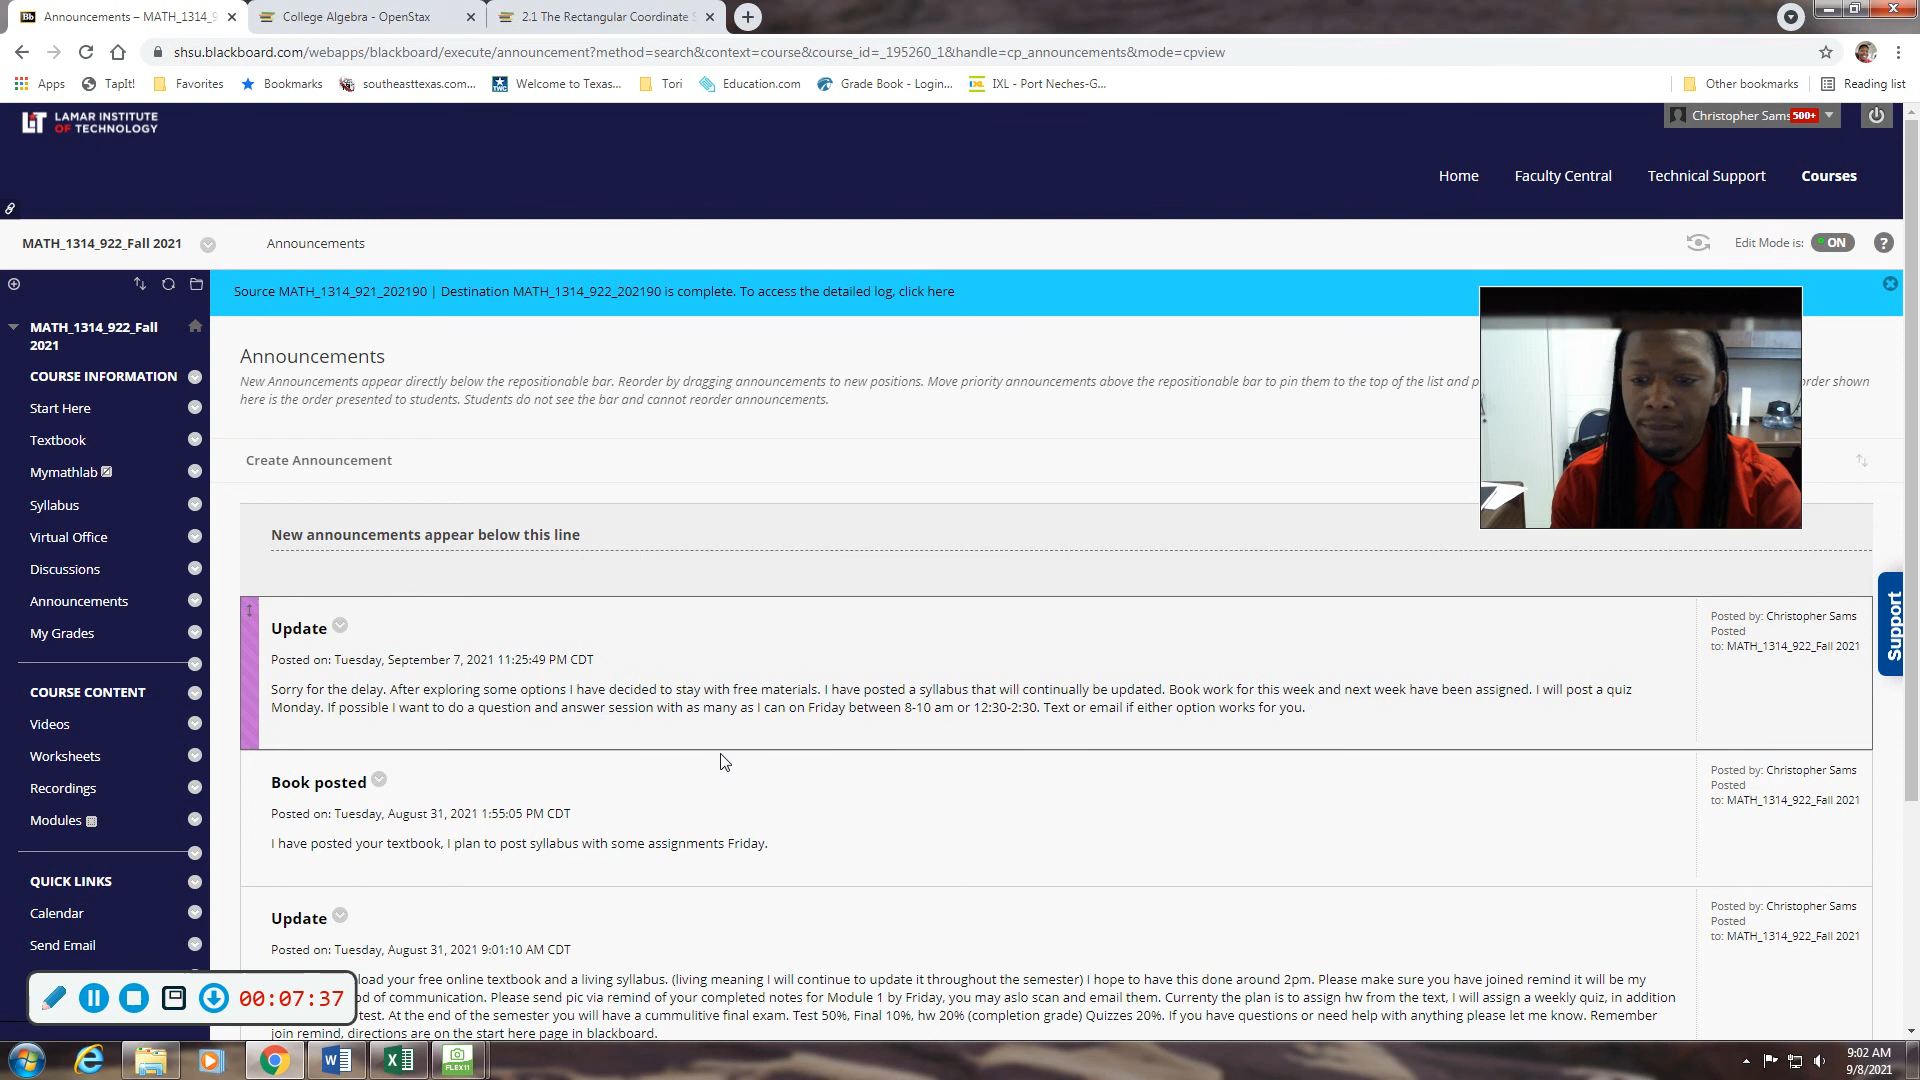 Announcements – MATH_1314_9
College Algebra - OpenStax
2.1 The Rectangular Coordinate S
shsu.blackboard.com/webapps/blackboard/execute/announcement?method=search&context=course&course_id=_195260_1&handle=cp_announcements&mode=cpview
Apps
TapIt!
Favorites
Bookmarks
southeasttexas.com...
Welcome to Texas...
Tori
Education.com
Grade Book - Login...
IXL - Port Neches-G...
Other bookmarks
Reading list
LIT LAMAR INSTITUTE
OF TECHNOLOGY
Christopher Sams 500+
Home
Faculty Central
Technical Support
Courses
MATH_1314_922_Fall 2021
Announcements
Edit Mode is: ON
?
Source MATH_1314_921_202190 | Destination MATH_1314_922_202190 is complete. To access the detailed log, click here
MATH_1314_922_Fall
2021
COURSE INFORMATION
Start Here
Textbook
Mymathlab
Syllabus
Virtual Office
Discussions
Announcements
My Grades
COURSE CONTENT
Videos
Worksheets
Recordings
Modules
QUICK LINKS
Calendar
Send Email
Announcements
New Announcements appear directly below the repositionable bar. Reorder by dragging announcements to new positions. Move priority announcements above the repositionable bar to pin them to the top of the list and p
order shown
here is the order presented to students. Students do not see the bar and cannot reorder announcements.
Create Announcement
New announcements appear below this line
Update
Posted on: Tuesday, September 7, 2021 11:25:49 PM CDT
Sorry for the delay. After exploring some options I have decided to stay with free materials. I have posted a syllabus that will continually be updated. Book work for this week and next week have been assigned. I will post a quiz
Monday. If possible I want to do a question and answer session with as many as I can on Friday between 8-10 am or 12:30-2:30. Text or email if either option works for you.
Posted by: Christopher Sams
Posted
to: MATH_1314_922_Fall 2021
Support
Book posted
Posted on: Tuesday, August 31, 2021 1:55:05 PM CDT
I have posted your textbook, I plan to post syllabus with some assignments Friday.
Posted by: Christopher Sams
Posted
to: MATH_1314_922_Fall 2021
Update
Posted on: Tuesday, August 31, 2021 9:01:10 AM CDT
load your free online textbook and a living syllabus. (living meaning I will continue to update it throughout the semester) I hope to have this done around 2pm. Please make sure you have joined remind it will be my
od of communication. Please send pic via remind of your completed notes for Module 1 by Friday, you may aslo scan and email them. Currenty the plan is to assign hw from the text, I will assign a weekly quiz, in addition
test. At the end of the semester you will have a cummulitive final exam. Test 50%, Final 10%, hw 20% (completion grade) Quizzes 20%. If you have questions or need help with anything please let me know. Remember
join remind, directions are on the start here page in blackboard.
Posted by: Christopher Sams
Posted
to: MATH_1314_922_Fall 2021
00:07:37
FLEX11
9:02 AM
9/8/2021